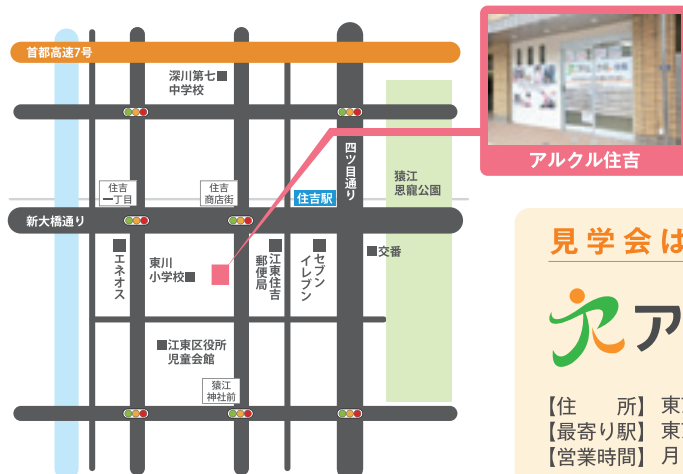 首都高速7号
深川第七
中学校
四ツ目通り
猿江
恩寵公園
住吉
一丁目
住吉
商店街
住吉駅
新大橋通り
エネオス
東川
小学校
江東住吉
郵便局
セブン
イレブン
交番
江東区役所
児童会館
猿江
神社前
アルクル住吉
見学会は
ア
【住　所】 東
【最寄り駅】 東
【営業時間】 月